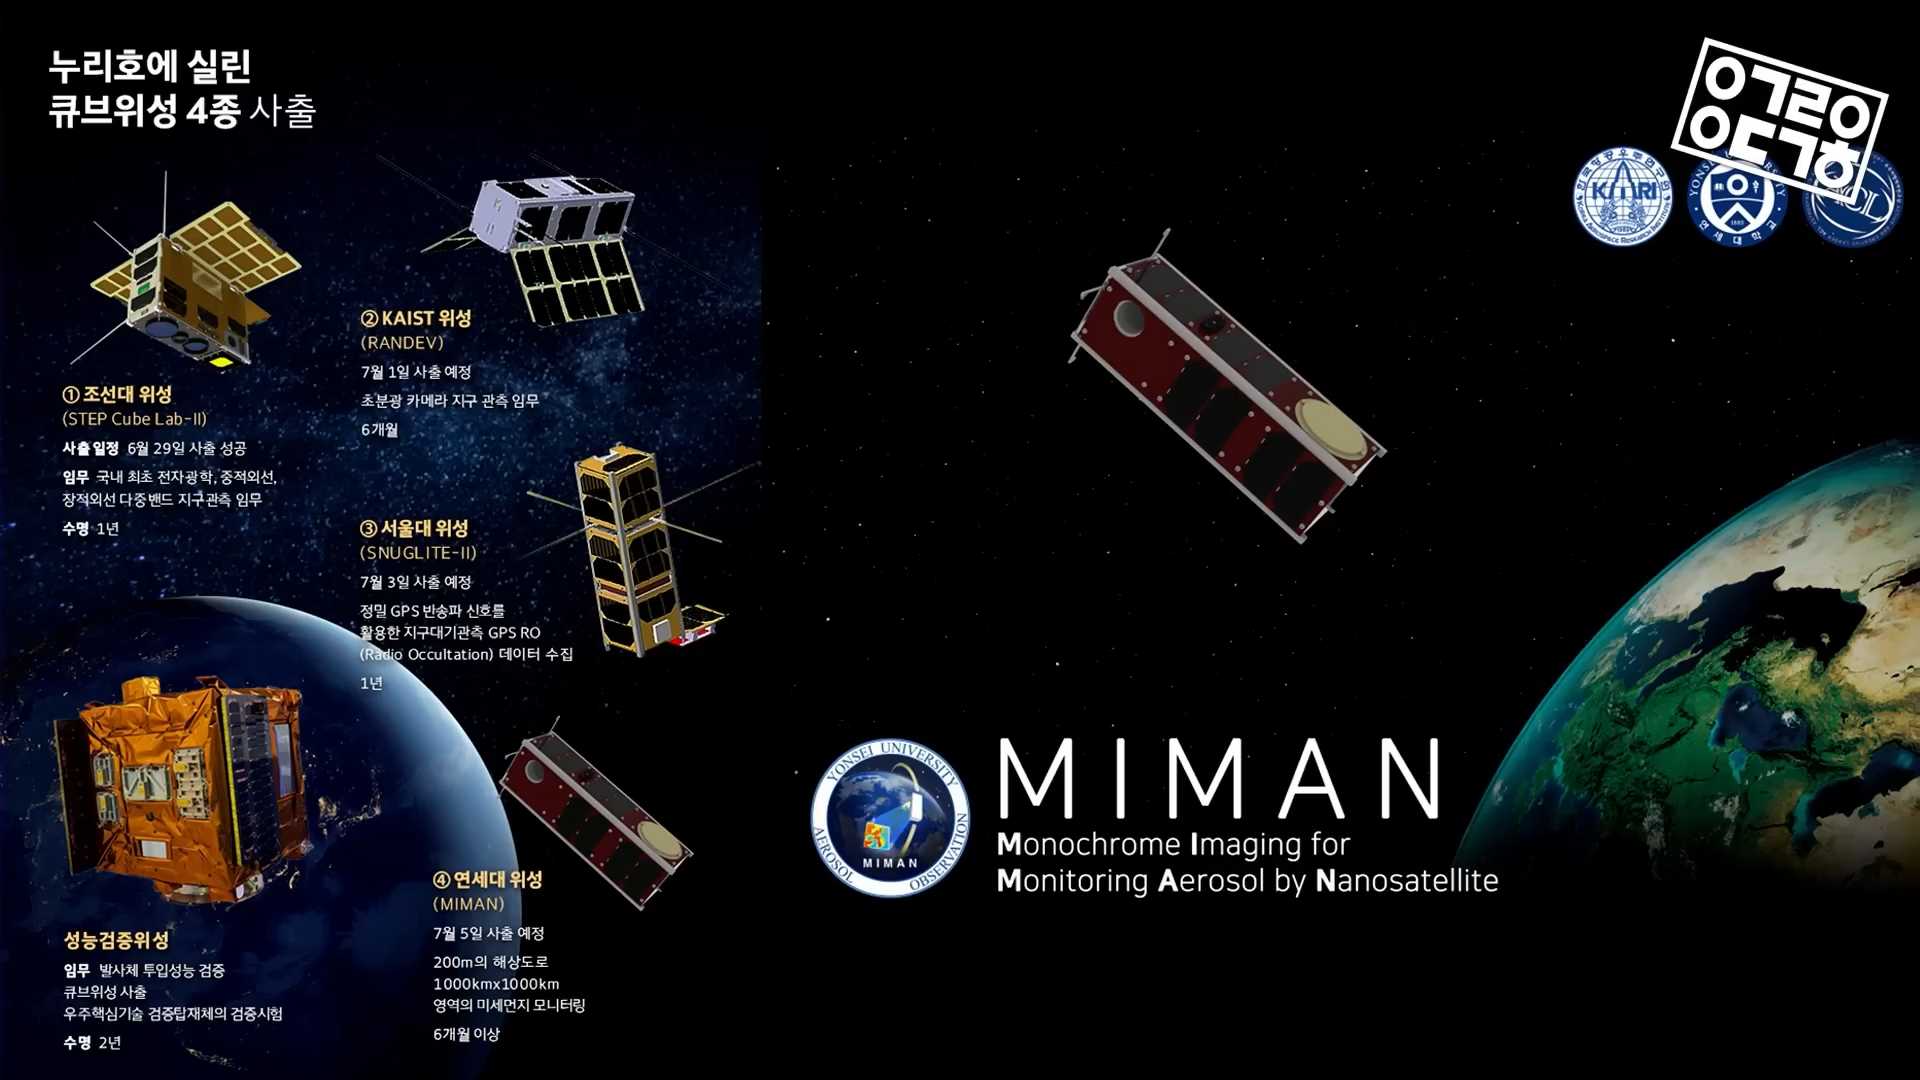 누리호에 실린
큐브위성 4종 사출
① 조선대 위성
(STEP Cube Lab-II)
사출일정 6월 29일 사출 성공
임무 국내 최초 전자광학, 중적외선,
장적외선 다중밴드 지구관측 임무
수명 1년
② KAIST 위성
(RANDEV)
7월 1일 사출 예정
초분광 카메라 지구 관측 임무
6개월
③ 서울대 위성
(SNUGLITE-II)
7월 3일 사출 예정
정밀 GPS 반송파 신호를
활용한 지구대기관측 GPS RO
(Radio Occultation) 데이터 수집
1년
④ 연세대 위성
(MIMAN)
7월 5일 사출 예정
200m의 해상도로
1000kmx1000km
영역의 미세먼지 모니터링
6개월 이상
성능검증위성
임무 발사체 투입성능 검증
큐브위성 사출
우주핵심기술 검증탑재체의 검증시험
수명 2년
YONSEI UNIVERSITY
MIMAN
AEROSOL OBSERVATION
MIMAN
Monochrome Imaging for
Monitoring Aerosol by Nanosatellite
KARI
연세대학교